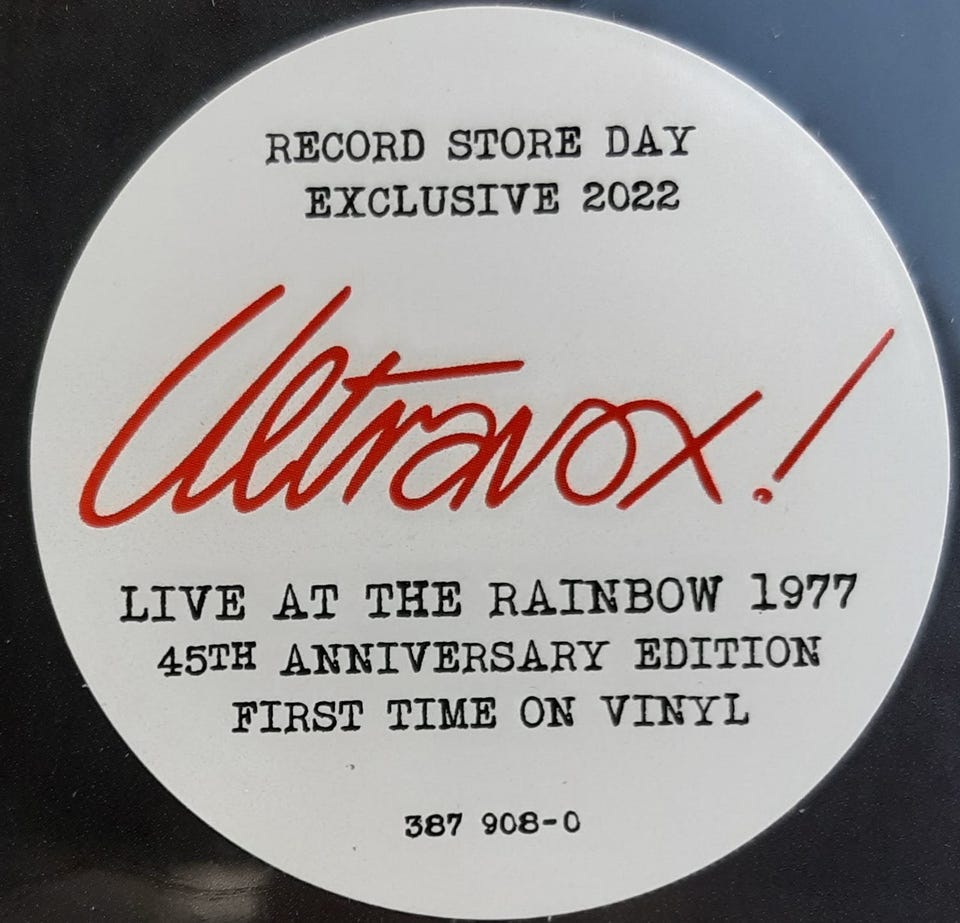 RECORD STORE DAY
EXCLUSIVE 2022
Ultravox!
LIVE AT THE RAINBOW 1977
45TH ANNIVERSARY EDITION
FIRST TIME ON VINYL
387 908-0